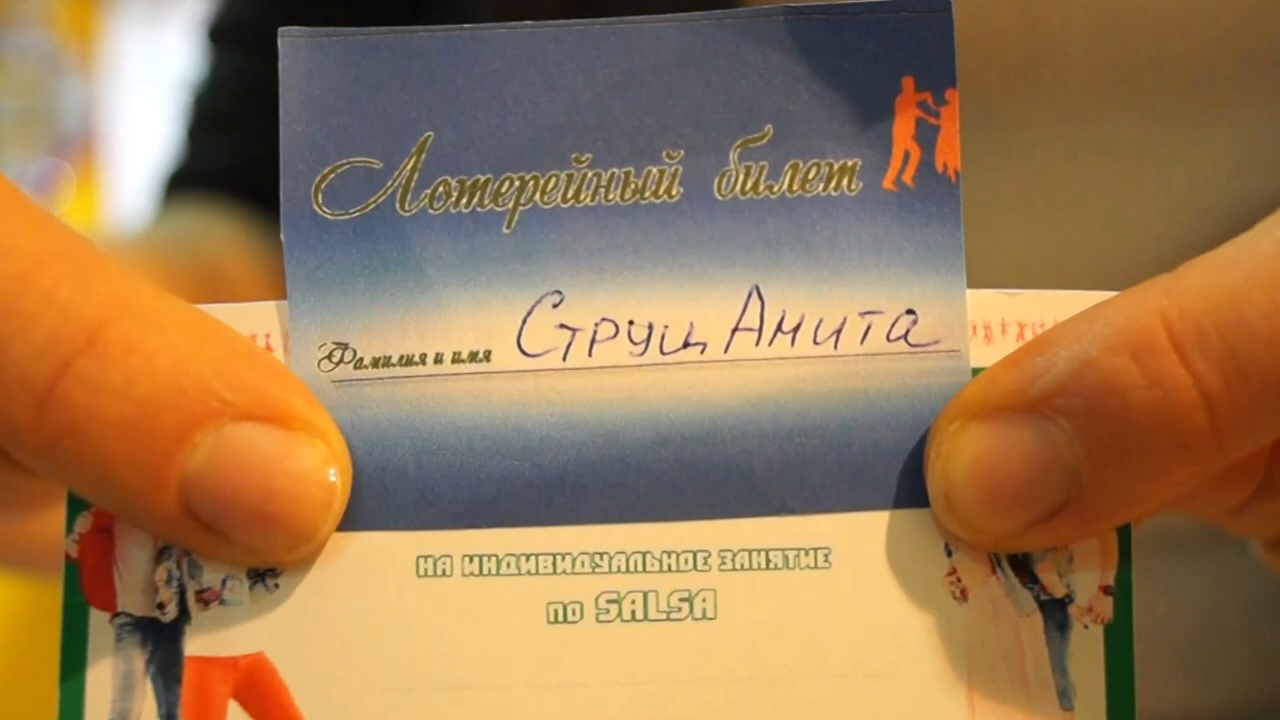 Лотерейный билет
Фамилия и имя Струц Анита
на индивидуальное занятие
по SALSA